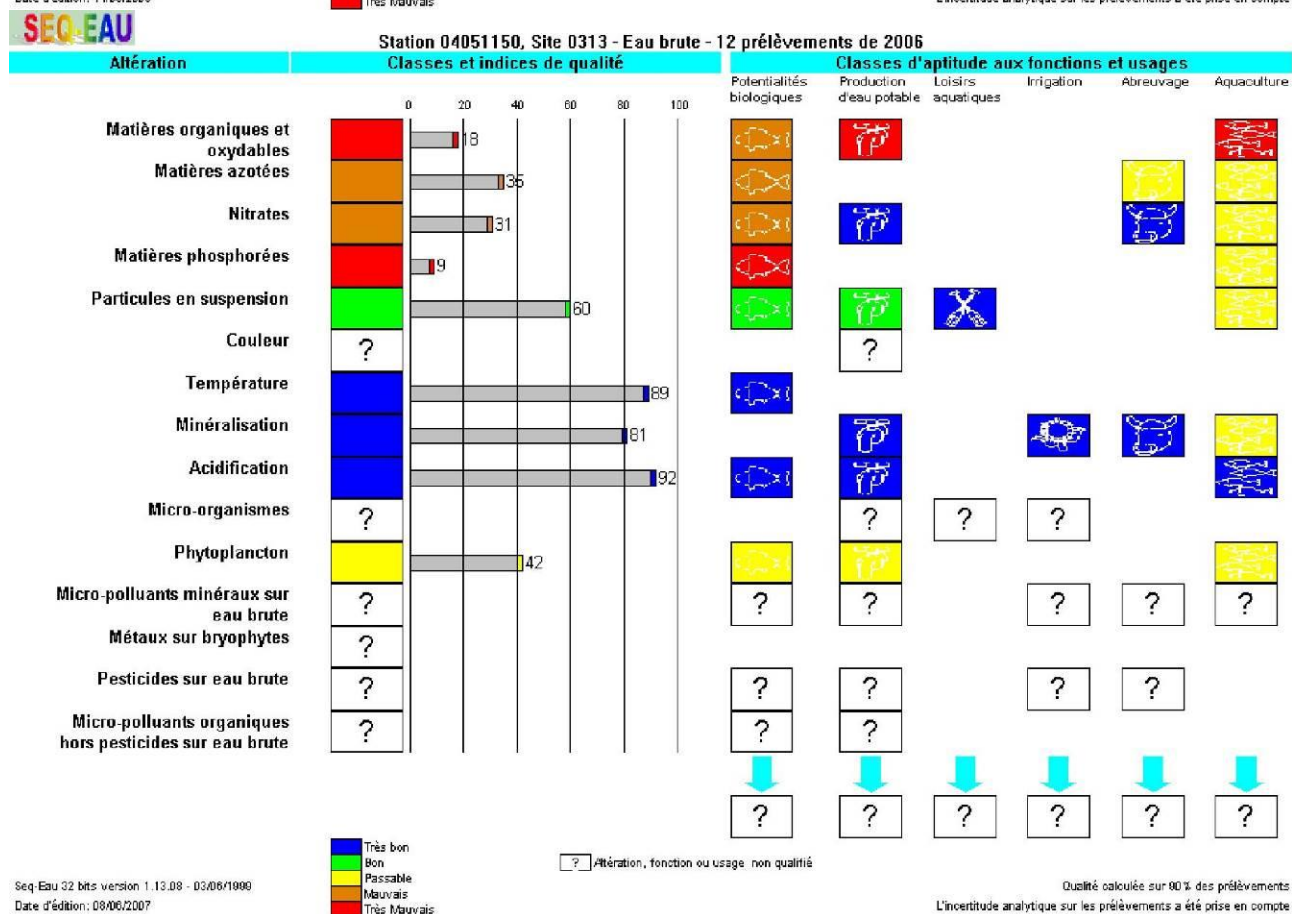 Très Mauvais
L'incertitude analytique sur les prélèvements a été prise en compte
SEQ-EAU
Station 04051150, Site 0313 - Eau brute - 12 prélèvements de 2006
Altération
Classes et indices de qualité
Classes d'aptitude aux fonctions et usages
Potentialités biologiques
Production d'eau potable
Loisirs aquatiques
Irrigation
Abreuvage
Aquaculture
0 20 40 60 80 100
Matières organiques et
oxydables
18
Matières azotées
35
Nitrates
31
Matières phosphorées
9
Particules en suspension
60
Couleur
? ?
Température
89
Minéralisation
81
Acidification
92
Micro-organismes
? ? ? ?
Phytoplancton
42
Micro-polluants minéraux sur
eau brute
? ? ? ? ? ?
Métaux sur bryophytes
?
Pesticides sur eau brute
? ? ? ? ?
Micro-polluants organiques
hors pesticides sur eau brute
? ? ?
? ? ? ? ? ?
Très bon
Bon
Passable
Mauvais
Très Mauvais
? Altération, fonction ou usage non qualifié
Seq-Eau 32 bits version 1.13.08 - 03/06/1999
Date d'édition: 08/06/2007
Qualité calculée sur 90 % des prélèvements
L'incertitude analytique sur les prélèvements a été prise en compte